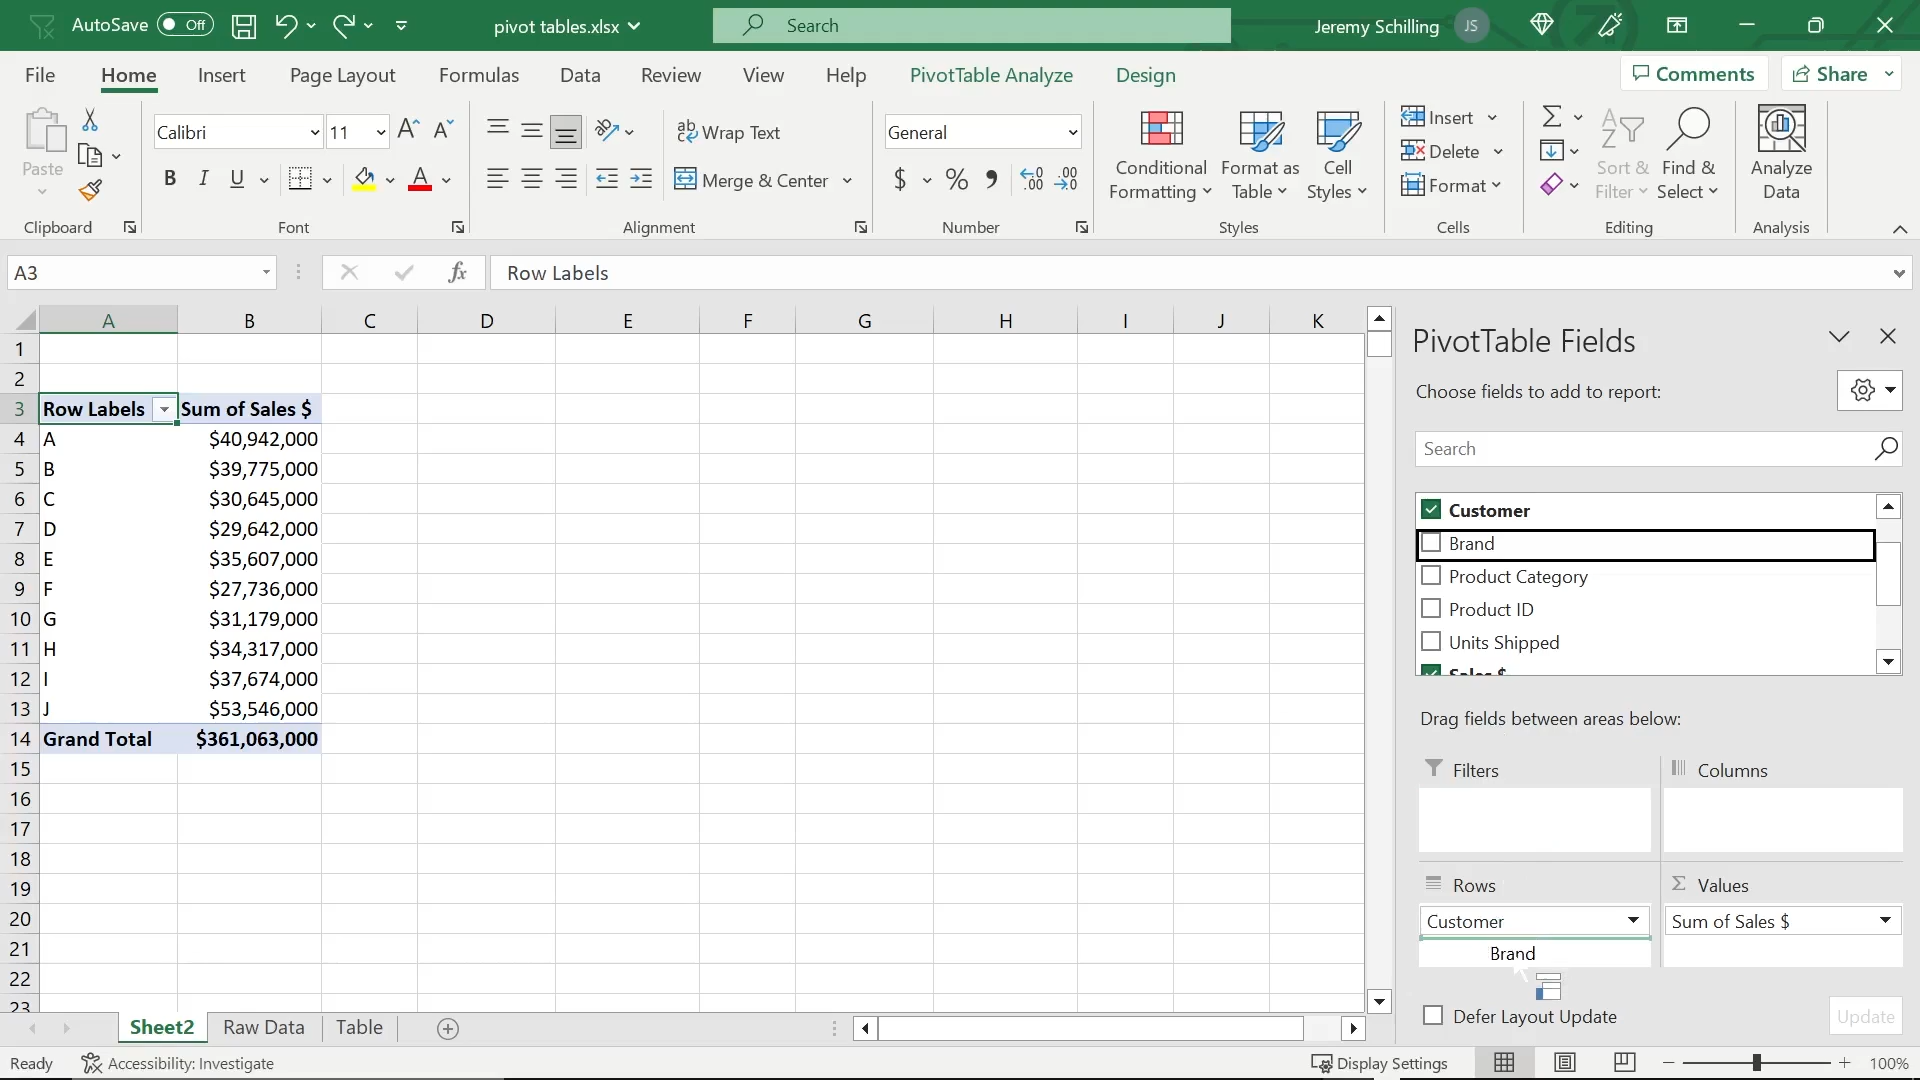 AutoSave Off
pivot tables.xlsx
Search
Jeremy Schilling JS
File Home Insert Page Layout Formulas Data Review View Help PivotTable Analyze Design
Comments Share
Paste
Clipboard
Calibri 11
B I U A
Font
Wrap Text
Merge & Center
Alignment
General
$ % 9
Number
Conditional Formatting
Format as Table
Cell Styles
Styles
Insert
Delete
Format
Cells
Sort & Filter
Find & Select
Editing
Analyze Data
Analysis
A3 fx Row Labels
A B C D E F G H I J K
1
2
3 Row Labels Sum of Sales $
4 A $40,942,000
5 B $39,775,000
6 C $30,645,000
7 D $29,642,000
8 E $35,607,000
9 F $27,736,000
10 G $31,179,000
11 H $34,317,000
12 I $37,674,000
13 J $53,546,000
14 Grand Total $361,063,000
15
16
17
18
19
20
21
22
23
PivotTable Fields
Choose fields to add to report:
Search
Customer
Brand
Product Category
Product ID
Units Shipped
Sales $
Drag fields between areas below:
Filters Columns
Rows Values
Customer Sum of Sales $
Brand
Defer Layout Update Update
Sheet2 Raw Data Table
Ready Accessibility: Investigate Display Settings 100%